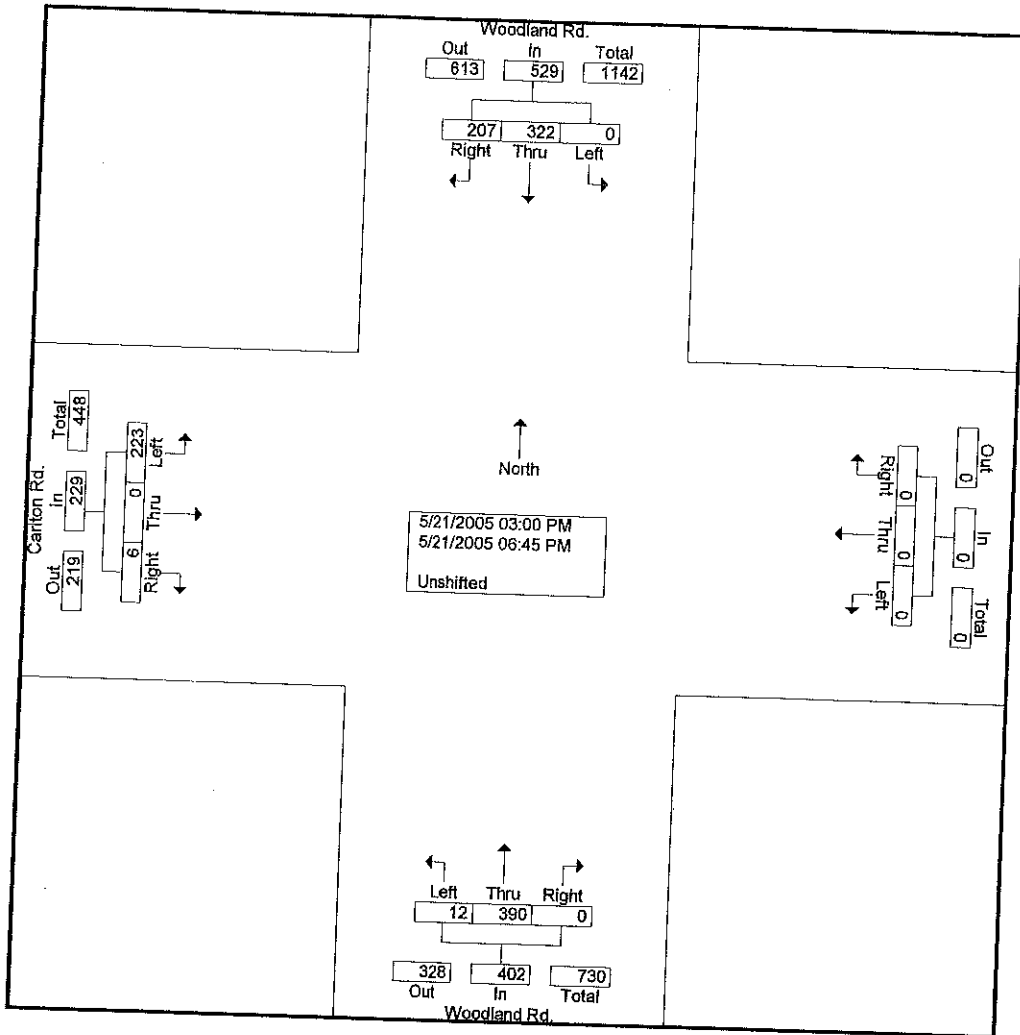 Woodland Rd.
Out In Total
613 529 1142
207 322 0
Right Thru Left
Carlton Rd.
Total In Out
448 229 219
223 0 6
Left Thru Right
North
5/21/2005 03:00 PM
5/21/2005 06:45 PM
Unshifted
Out In Total
0 0 0
Right Thru Left
0 0 0
Left Thru Right
12 390 0
328 402 730
Out In Total
Woodland Rd.